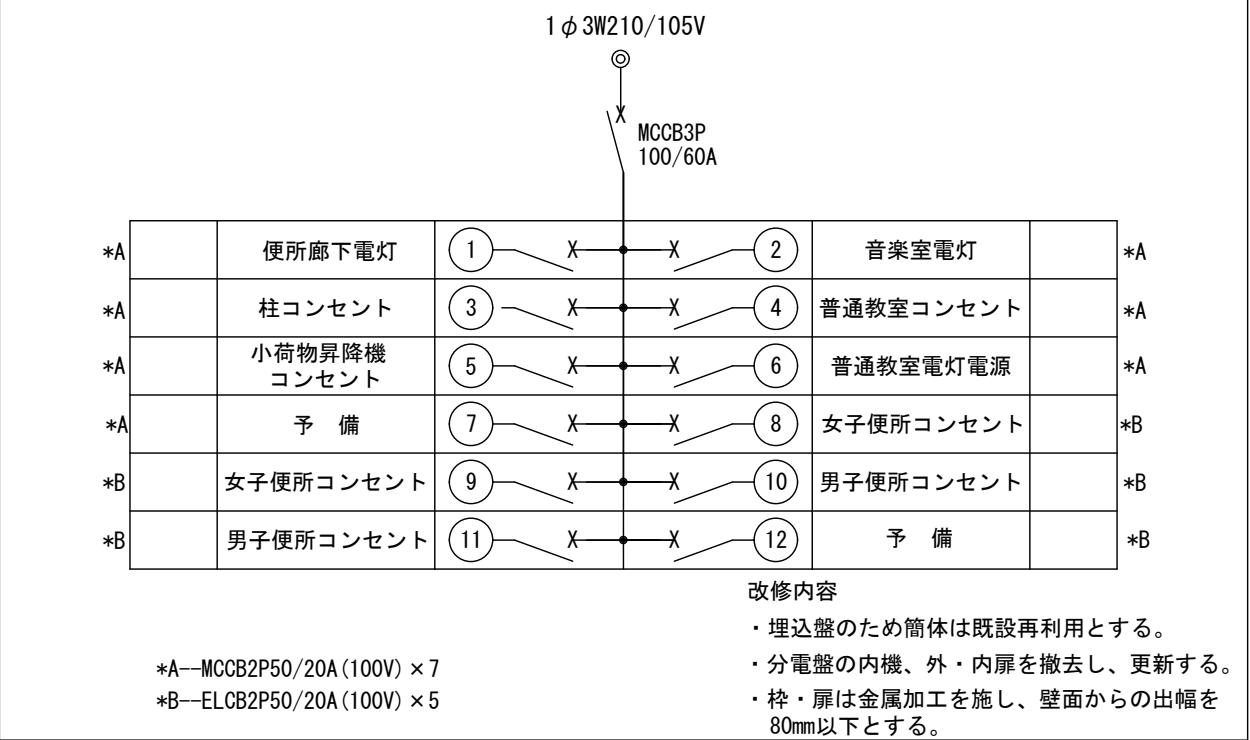 1φ3W210/105V
MCCB3P
100/60A
*A 便所廊下電灯 1 2 音楽室電灯 *A
*A 柱コンセント 3 4 普通教室コンセント *A
*A 小荷物昇降機
コンセント 5 6 普通教室電灯電源 *A
*A 予 備 7 8 女子便所コンセント *B
*B 女子便所コンセント 9 10 男子便所コンセント *B
*B 男子便所コンセント 11 12 予 備 *B
*A--MCCB2P50/20A(100V)×7
*B--ELCB2P50/20A(100V)×5
改修内容
・埋込盤のため筒体は既設再利用とする。
・分電盤の内機、外・内扉を撤去し、更新する。
・枠・扉は金属加工を施し、壁面からの出幅を
80mm以下とする。